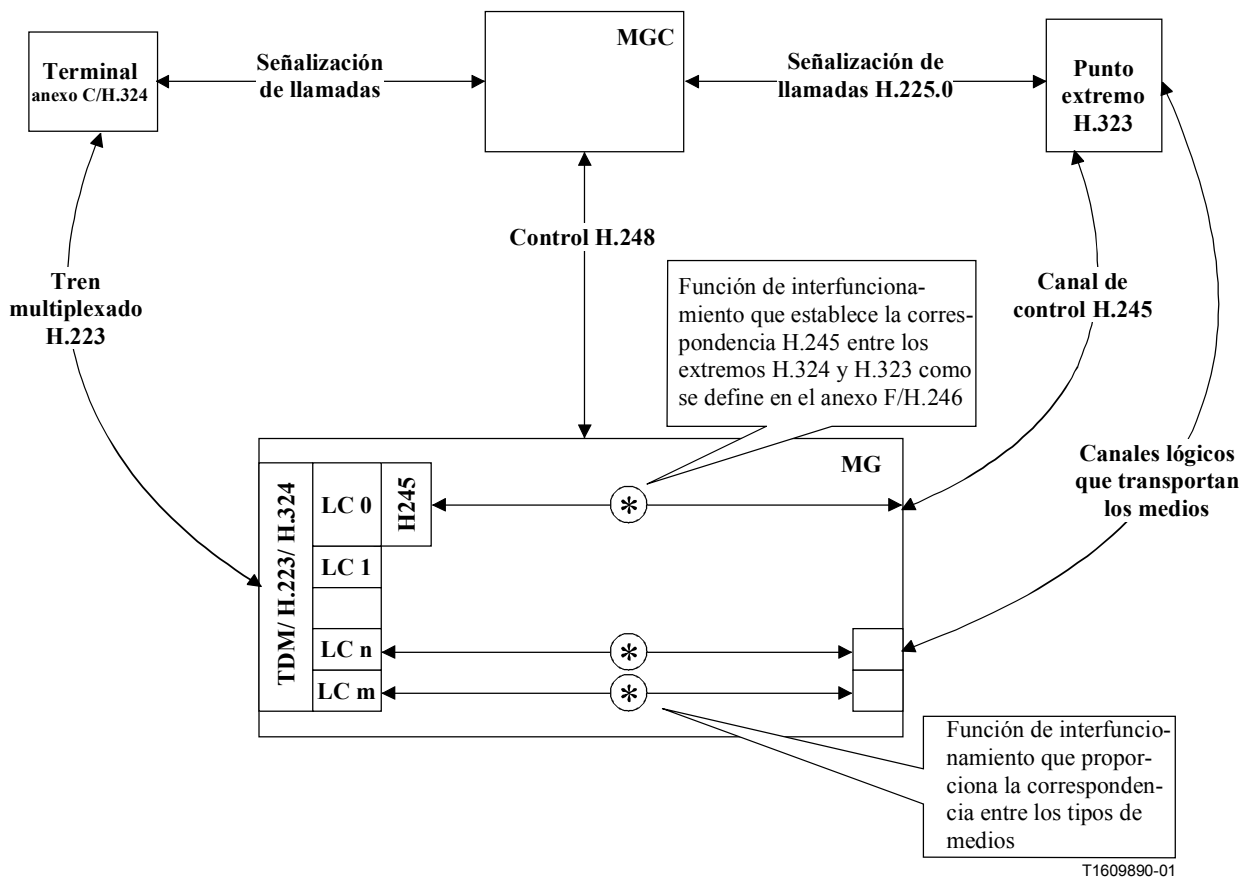 MGC
Terminal
anexo C/H.324
Señalización
de llamadas
Señalización de
llamadas H.225.0
Punto
extremo
H.323
Control H.248
Tren
multiplexado
H.223
Función de interfunciona-
miento que establece la corres-
pondencia H.245 entre los
extremos H.324 y H.323 como
se define en el anexo F/H.246
Canal de
control H.245
Canales lógicos
que transportan
los medios
MG
TDM/ H.223/ H.324
LC 0
H245
*
LC 1
LC n
*
LC m
*
Función de interfuncio-
namiento que propor-
ciona la corresponden-
cia entre los tipos de
medios
T1609890-01